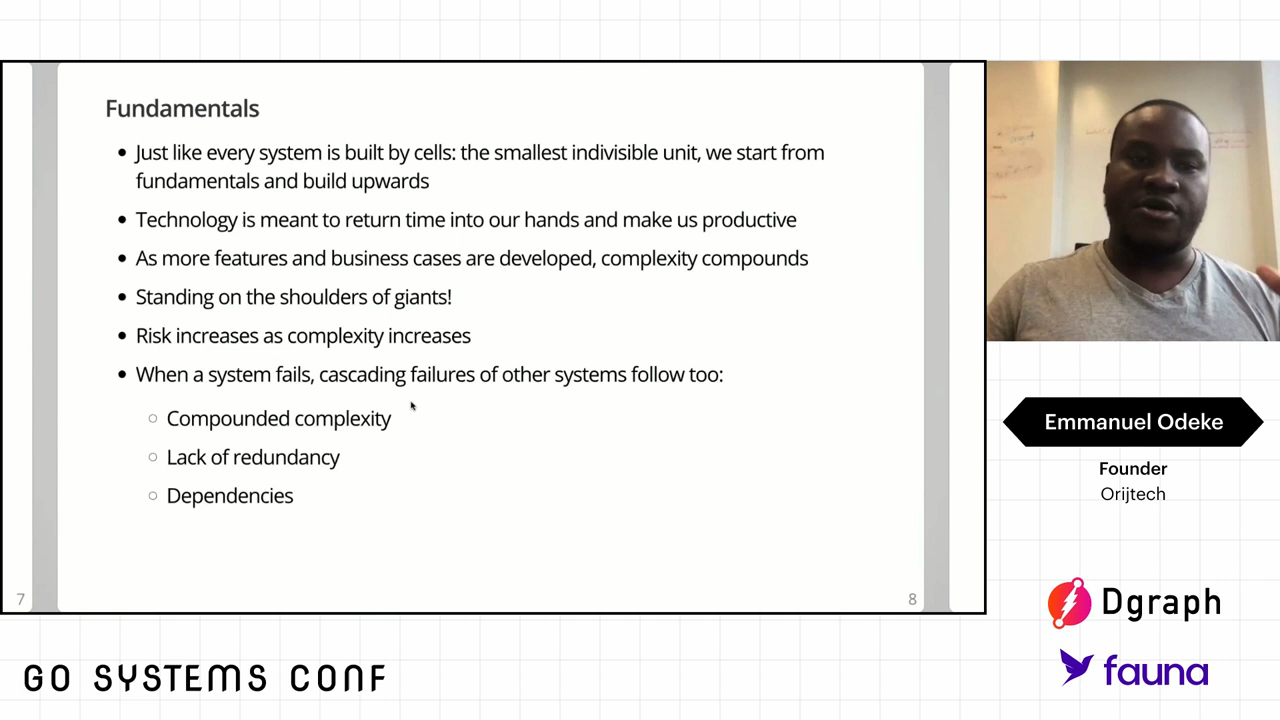 Fundamentals
Just like every system is built by cells: the smallest indivisible unit, we start from
fundamentals and build upwards
Technology is meant to return time into our hands and make us productive
As more features and business cases are developed, complexity compounds
Standing on the shoulders of giants!
Risk increases as complexity increases
When a system fails, cascading failures of other systems follow too:
Compounded complexity
Lack of redundancy
Dependencies
7
8
Emmanuel Odeke
Founder
Orijtech
Dgraph
fauna
GO SYSTEMS CONF